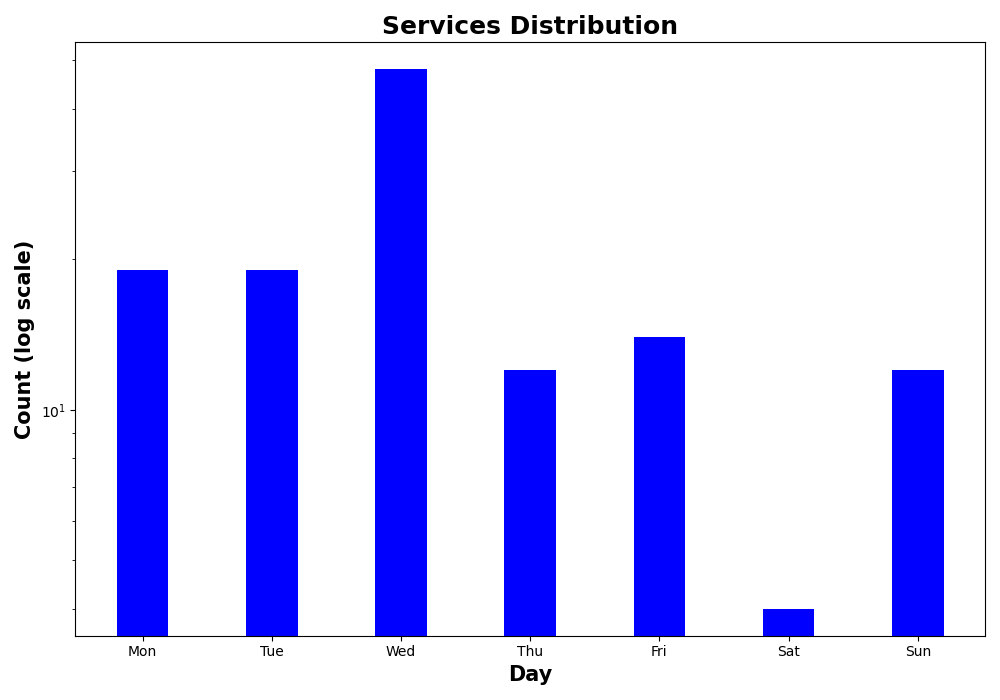 Services Distribution
Count (log scale)
10¹
Mon Tue Wed Thu Fri Sat Sun
Day